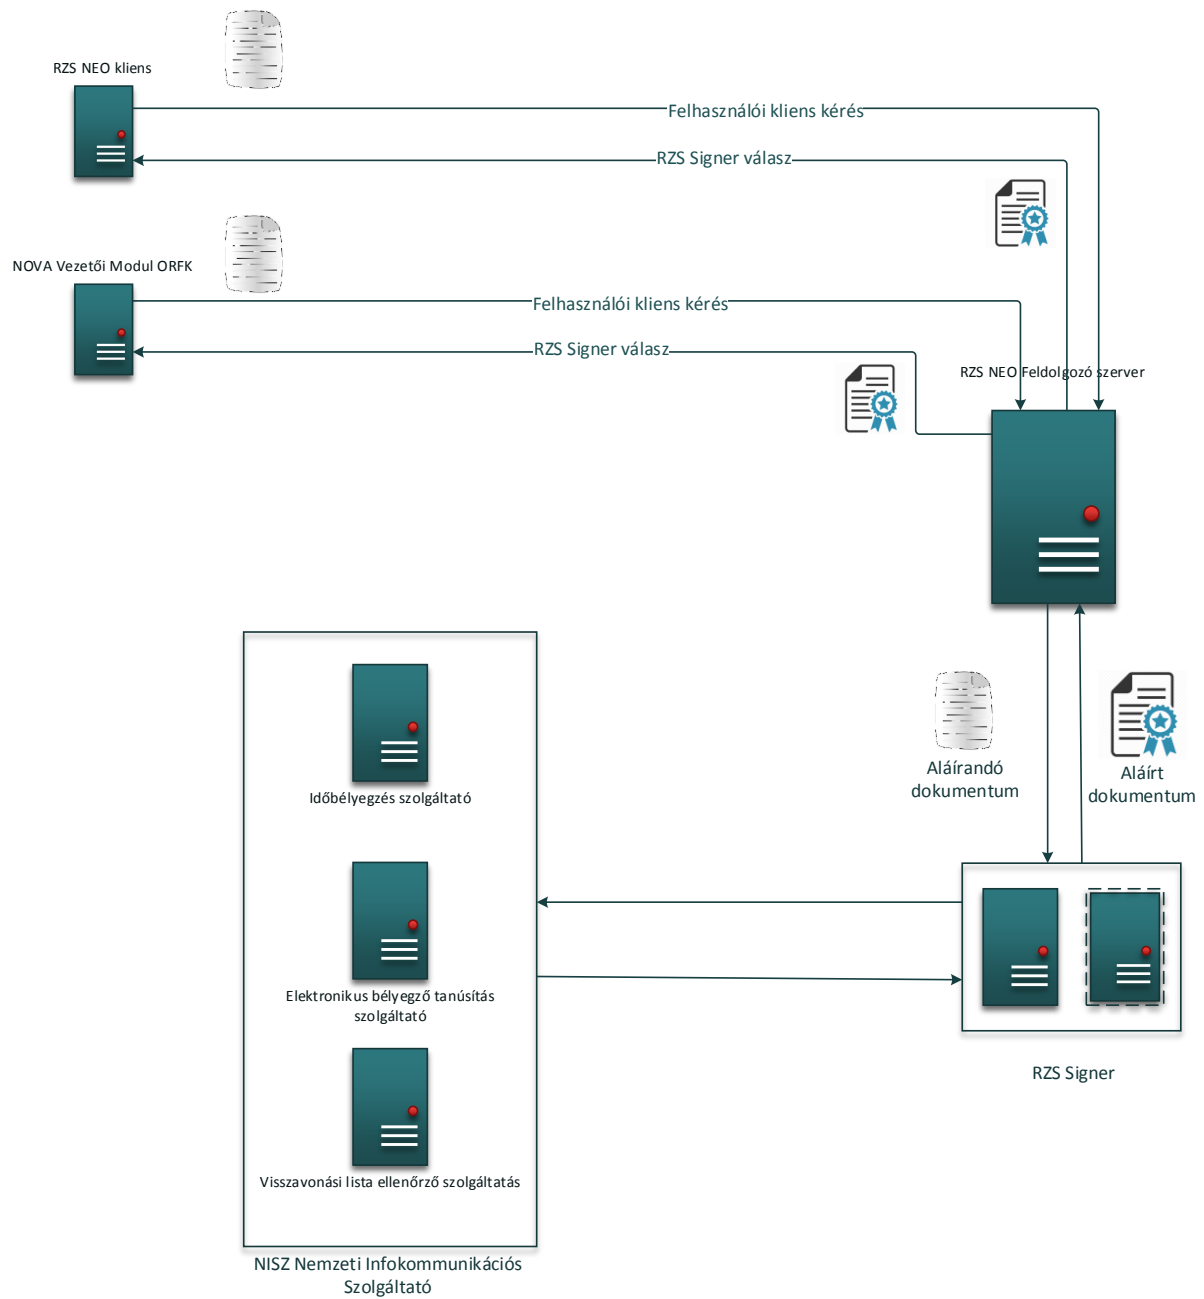 RZS NEO kliens
Felhasználói kliens kérés
RZS Signer válasz
NOVA Vezetői Modul ORFK
Felhasználói kliens kérés
RZS Signer válasz
RZS NEO Feldolgozó szerver
Aláírandó
dokumentum
Aláírt
dokumentum
Időbélyegzés szolgáltató
Elektronikus bélyegző tanúsítás
szolgáltató
Visszavonási lista ellenőrző szolgáltatás
RZS Signer
NISZ Nemzeti Infokommunikációs
Szolgáltató